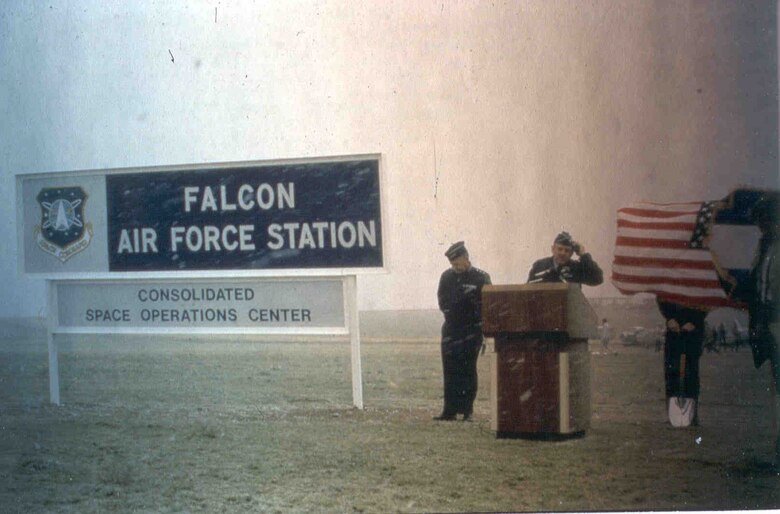 FALCON
AIR FORCE STATION
CONSOLIDATED
SPACE OPERATIONS CENTER